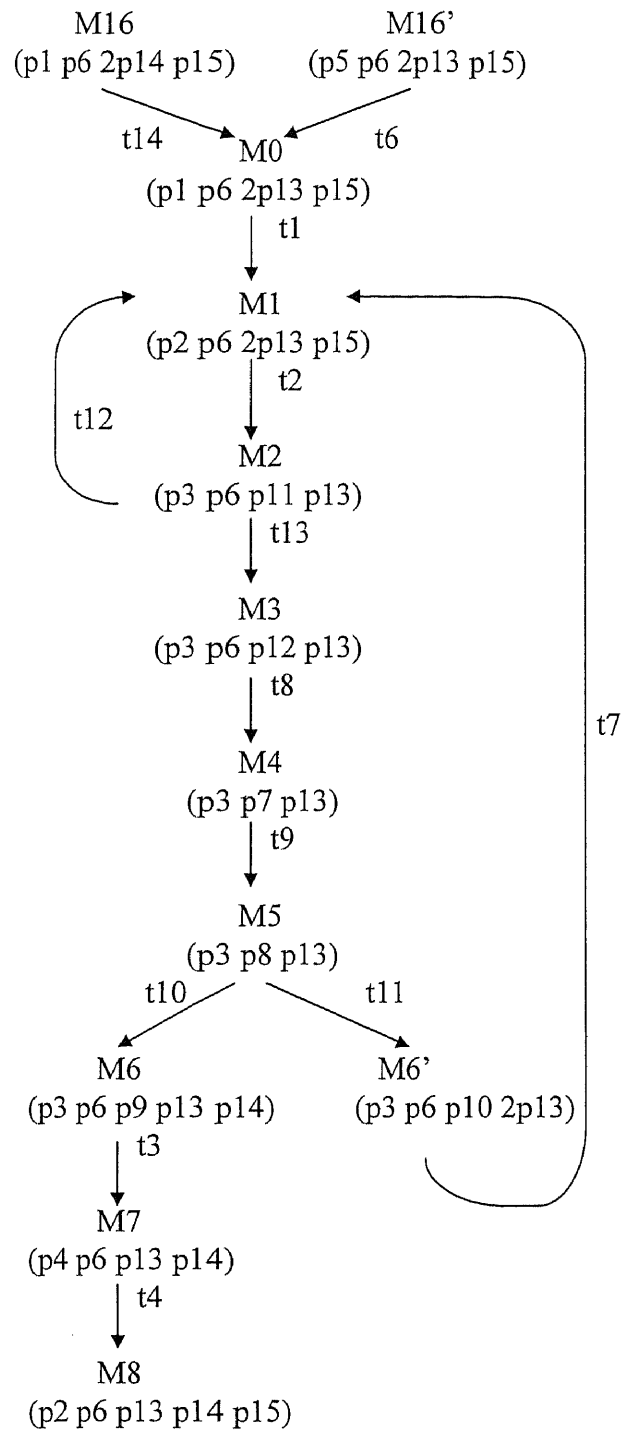 M16 M16’
(p1 p6 2p14 p15) (p5 p6 2p13 p15)
t14 t6
M0
(p1 p6 2p13 p15)
t1
M1
(p2 p6 2p13 p15)
t2
t12
M2
(p3 p6 p11 p13)
t13
M3
(p3 p6 p12 p13)
t8
t7
M4
(p3 p7 p13)
t9
M5
(p3 p8 p13)
t10 t11
M6 M6’
(p3 p6 p9 p13 p14) (p3 p6 p10 2p13)
t3
M7
(p4 p6 p13 p14)
t4
M8
(p2 p6 p13 p14 p15)